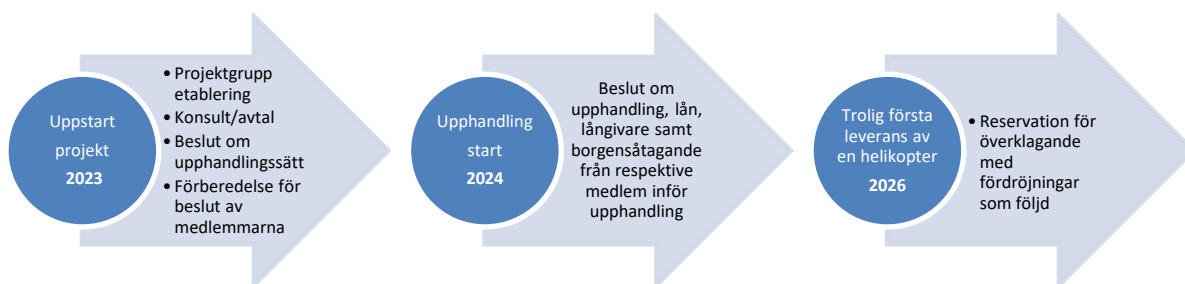 Uppstart
projekt
2023
• Projektgrupp
etablering
• Konsult/avtal
• Beslut om
upphandlingssätt
• Förberedelse för
beslut av
medlemmarna
Upphandling
start
2024
Beslut om
upphandling, lån,
långivare samt
borgensåtagande
från respektive
medlem inför
upphandling
Trolig första
leverans av
en helikopter
2026
• Reservation för
överklagande
med
fördröjningar
som följd